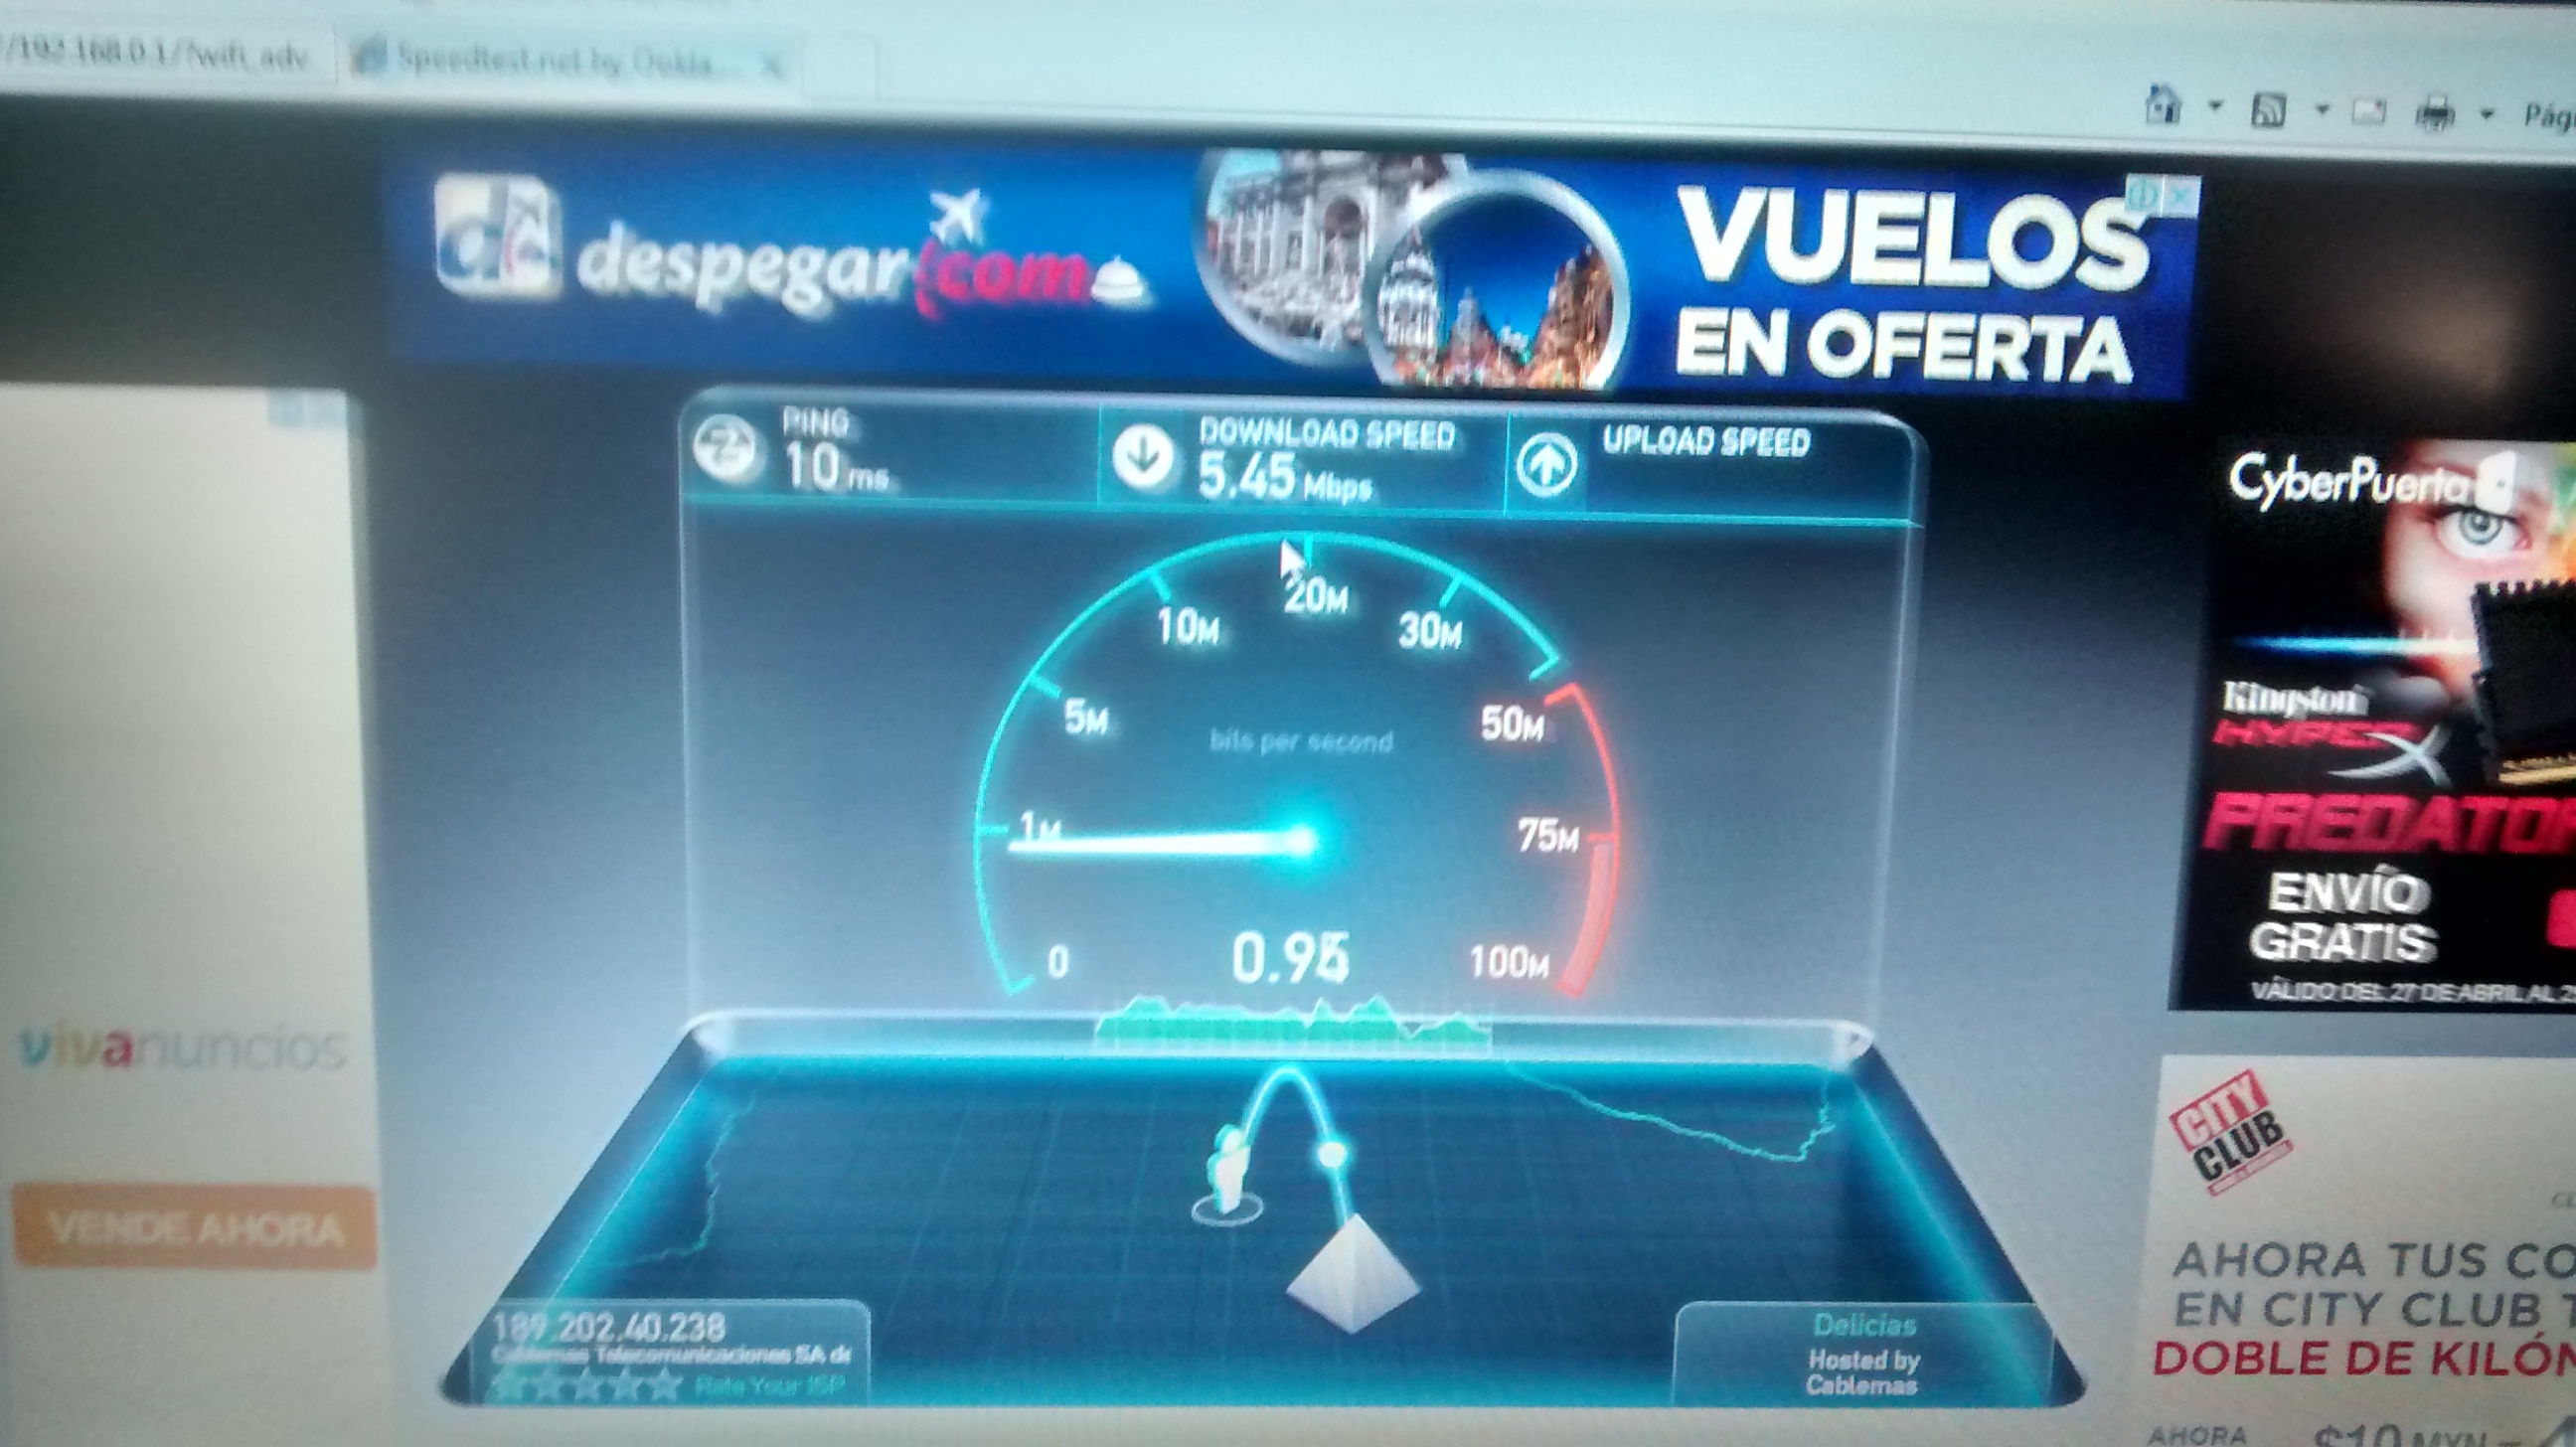 /192.168.0.1/?wifi_adv
Speedtest.net by Ookla...
Pág
despegar.com
VUELOS
EN OFERTA
PING
10 ms
DOWNLOAD SPEED
5.45 Mbps
UPLOAD SPEED
CyberPuerta
Kingston
HYPERX
PREDATOR
ENVÍO
GRATIS
VÁLIDO DEL 27 DE ABRIL AL 2
0
1M
5M
10M
20M
30M
50M
75M
100M
bits per second
vivanuncios
VENDE AHORA
189.202.40.238
Cablemas Telecomunicaciones SA de
Rate Your ISP
Delicias
Hosted by
Cablemas
CITY
CLUB
AHORA TUS CO
EN CITY CLUB T
DOBLE DE KILÓ
AHORA
$10 MXN